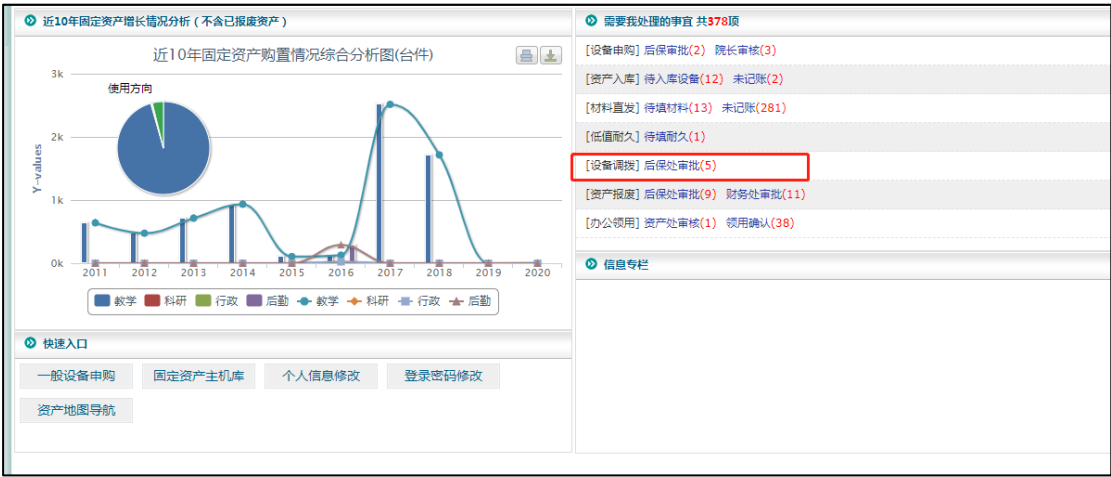 近10年固定资产增长情况分析（不含已报废资产）
近10年固定资产购置情况综合分析图(台件)
使用方向
Y-values
3k
2k
1k
0k
2011 2012 2013 2014 2015 2016 2017 2018 2019 2020
教学 科研 行政 后勤 教学 科研 行政 后勤
快速入口
一般设备申购 固定资产主机库 个人信息修改 登录密码修改
资产地图导航
需要我处理的事宜 共378项
[设备申购] 后保审批(2) 院长审核(3)
[资产入库] 待入库设备(12) 未记账(2)
[材料直发] 待填材料(13) 未记账(281)
[低值耐久] 待填耐久(1)
[设备调拨] 后保处审批(5)
[资产报废] 后保处审批(9) 财务处审批(11)
[办公领用] 资产处审核(1) 领用确认(38)
信息专栏